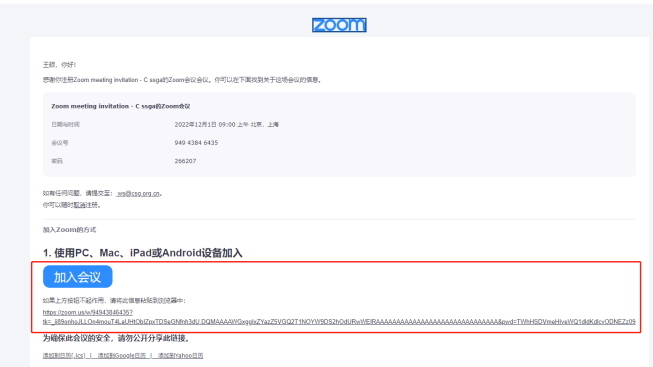 zoom
王硕，你好!
感谢你注册Zoom meeting invitation - C ssga的Zoom会议会议。你可以在下面找到关于这场会议的信息。
Zoom meeting invitation - C ssga的Zoom会议
日期与时间 2022年12月1日 09:00 上午 北京，上海
会议号 949 4384 6435
密码 266207
如有任何问题，请提交至: ws@csg.org.cn。
你可以随时取消注册。
加入Zoom的方式
1. 使用PC、Mac、iPad或Android设备加入
加入会议
如果上方按钮不起作用，请将此信息粘贴到浏览器中:
https://zoom.us/w/94943846435?
为确保此会议的安全，请勿公开分享此链接。
添加到日历(.ics) | 添加到Google日历 | 添加到Yahoo日历